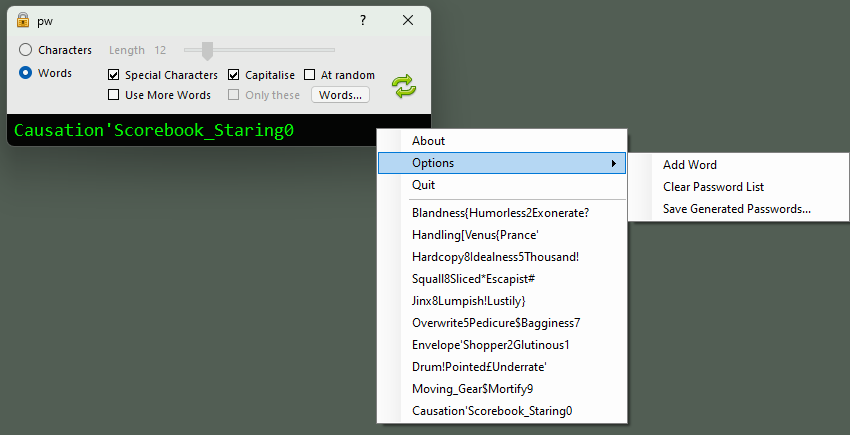 pw ?
Characters Length 12
Words Special Characters Capitalise At random
Use More Words Only these Words...
Causation'Scorebook_Staring0
About
Options
Quit
Add Word
Clear Password List
Save Generated Passwords...
Blandness{Humorless2Exonerate?
Handling[Venus{Prance'
Hardcopy8Idealness5Thousand!
Squall8Sliced*Escapist#
Jinx8Lumpish!Lustily}
Overwrite5Pedicure$Bagginess7
Envelope'Shopper2Glutinous1
Drum!Pointed£Underrate'
Moving_Gear$Mortify9
Causation'Scorebook_Staring0